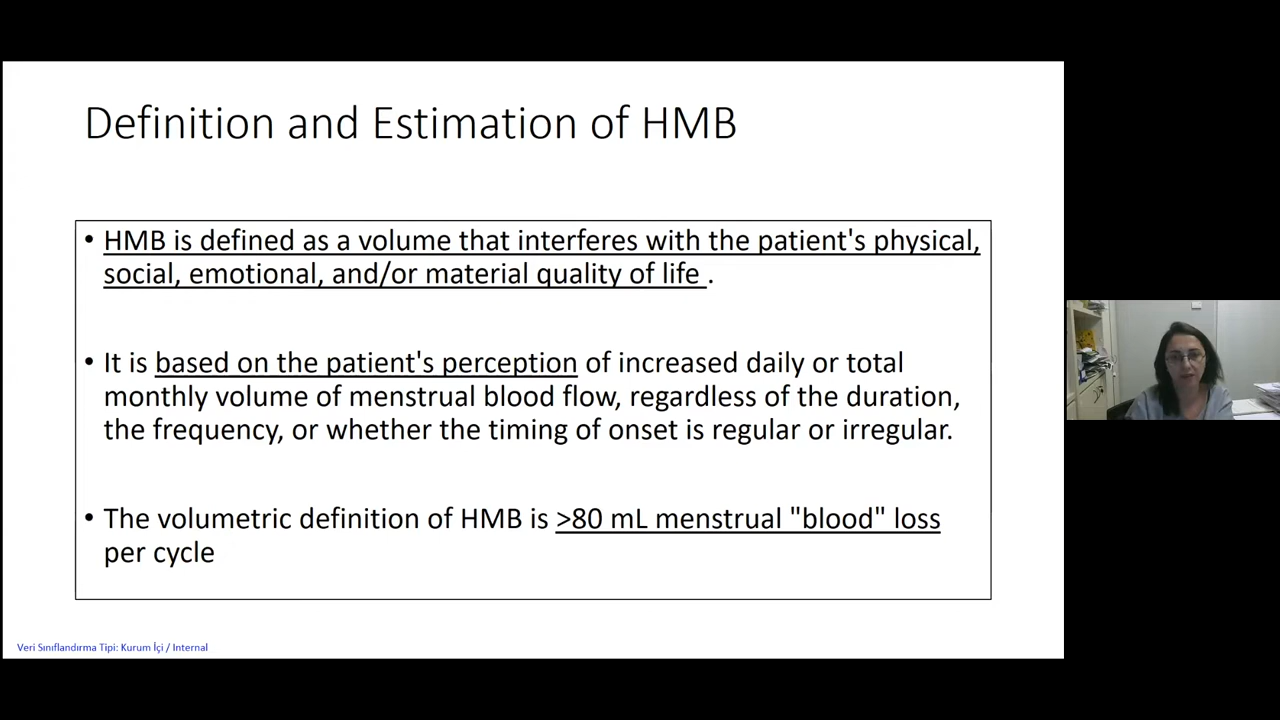 Definition and Estimation of HMB
• HMB is defined as a volume that interferes with the patient's physical,
social, emotional, and/or material quality of life .
• It is based on the patient's perception of increased daily or total
monthly volume of menstrual blood flow, regardless of the duration,
the frequency, or whether the timing of onset is regular or irregular.
• The volumetric definition of HMB is >80 mL menstrual "blood" loss
per cycle
Veri Sınıflandırma Tipi: Kurum İçi / Internal